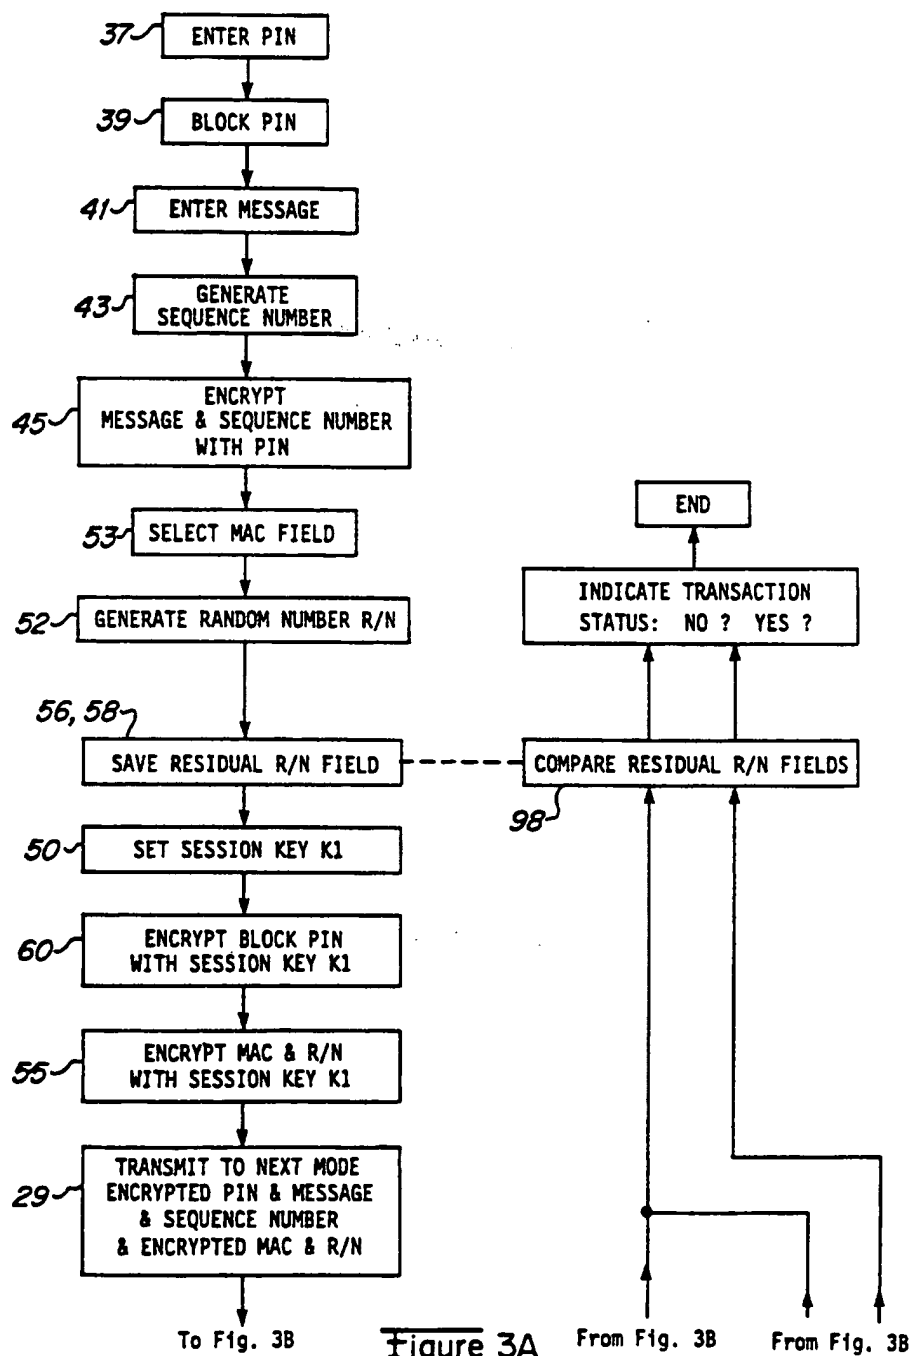 37
ENTER PIN
39
BLOCK PIN
41
ENTER MESSAGE
43
GENERATE
SEQUENCE NUMBER
45
ENCRYPT
MESSAGE & SEQUENCE NUMBER
WITH PIN
53
SELECT MAC FIELD
52
GENERATE RANDOM NUMBER R/N
56, 58
SAVE RESIDUAL R/N FIELD
50
SET SESSION KEY K1
60
ENCRYPT BLOCK PIN
WITH SESSION KEY K1
55
ENCRYPT MAC & R/N
WITH SESSION KEY K1
29
TRANSMIT TO NEXT MODE
ENCRYPTED PIN & MESSAGE
& SEQUENCE NUMBER
& ENCRYPTED MAC & R/N
To Fig. 3B
END
INDICATE TRANSACTION
STATUS: NO ? YES ?
COMPARE RESIDUAL R/N FIELDS
98
From Fig. 3B
From Fig. 3B
Figure 3A